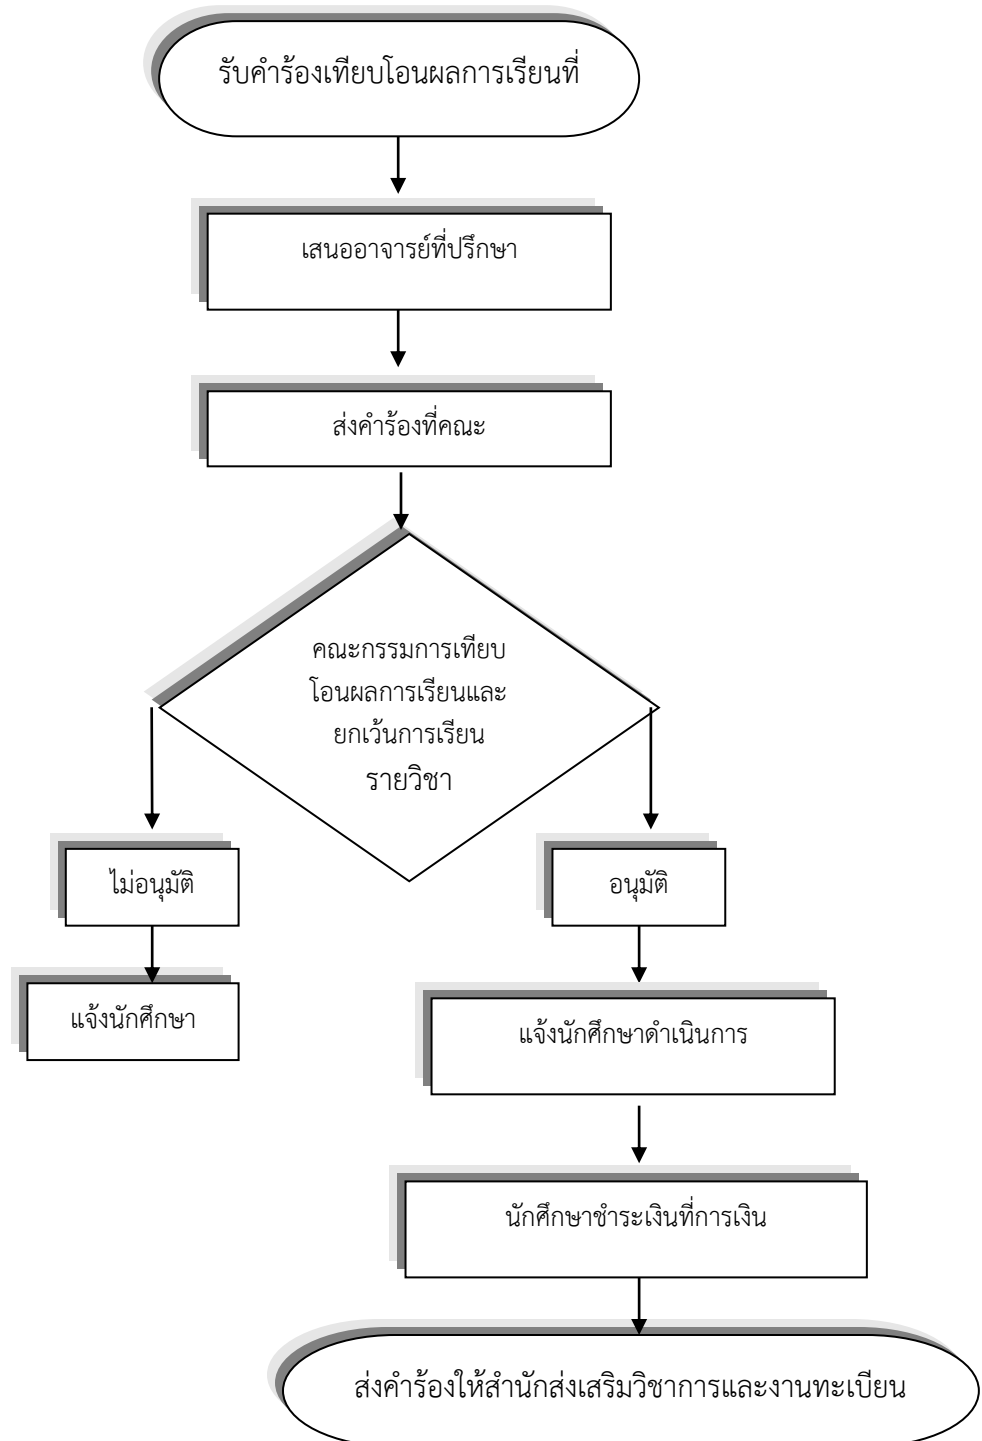 รับคำร้องเทียบโอนผลการเรียนที่
เสนออาจารย์ที่ปรึกษา
ส่งคำร้องที่คณะ
คณะกรรมการเทียบ
โอนผลการเรียนและ
ยกเว้นการเรียน
รายวิชา
ไม่อนุมัติ
อนุมัติ
แจ้งนักศึกษา
แจ้งนักศึกษาดำเนินการ
นักศึกษาชำระเงินที่การเงิน
ส่งคำร้องให้สำนักส่งเสริมวิชาการและงานทะเบียน